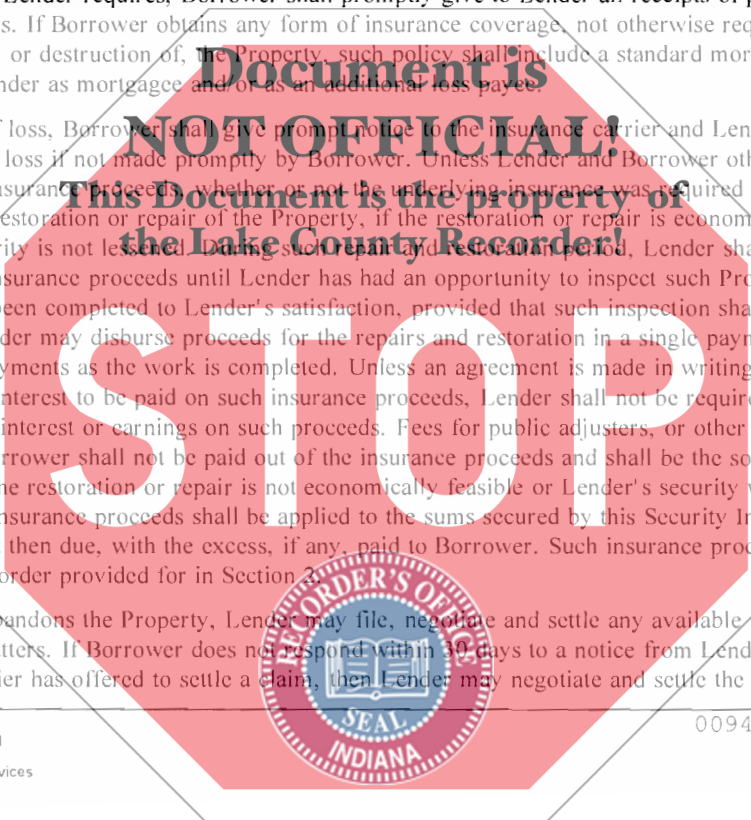 Lender requires, Borrower shall promptly give to Lender all receipts of p
s. If Borrower obtains any form of insurance coverage, not otherwise req
or destruction of, the Property, such policy shall include a standard mor
nder as mortgagee and/or as an additional loss payee.
Document is
NOT OFFICIAL!
This Document is the property of
the Lake County Recorder!
f loss, Borrower shall give prompt notice to the insurance carrier and Len
loss if not made promptly by Borrower. Unless Lender and Borrower oth
nsurance proceeds, whether or not the underlying insurance was required
estoration or repair of the Property, if the restoration or repair is econom
rity is not lessened. During such repair and restoration period, Lender sha
nsurance proceeds until Lender has had an opportunity to inspect such Pro
een completed to Lender's satisfaction, provided that such inspection sha
der may disburse proceeds for the repairs and restoration in a single paym
yments as the work is completed. Unless an agreement is made in writing
nterest to be paid on such insurance proceeds, Lender shall not be require
interest or earnings on such proceeds. Fees for public adjusters, or other
rrower shall not be paid out of the insurance proceeds and shall be the so
ne restoration or repair is not economically feasible or Lender's security w
nsurance proceeds shall be applied to the sums secured by this Security In
then due, with the excess, if any, paid to Borrower. Such insurance proc
order provided for in Section 2.
STOP
bandons the Property, Lender may file, negotiate and settle any available
tters. If Borrower does not respond within 30 days to a notice from Lend
ier has offered to settle a claim, then Lender may negotiate and settle the
RECORDER'S OFFICE
SEAL
INDIANA
0094
vices